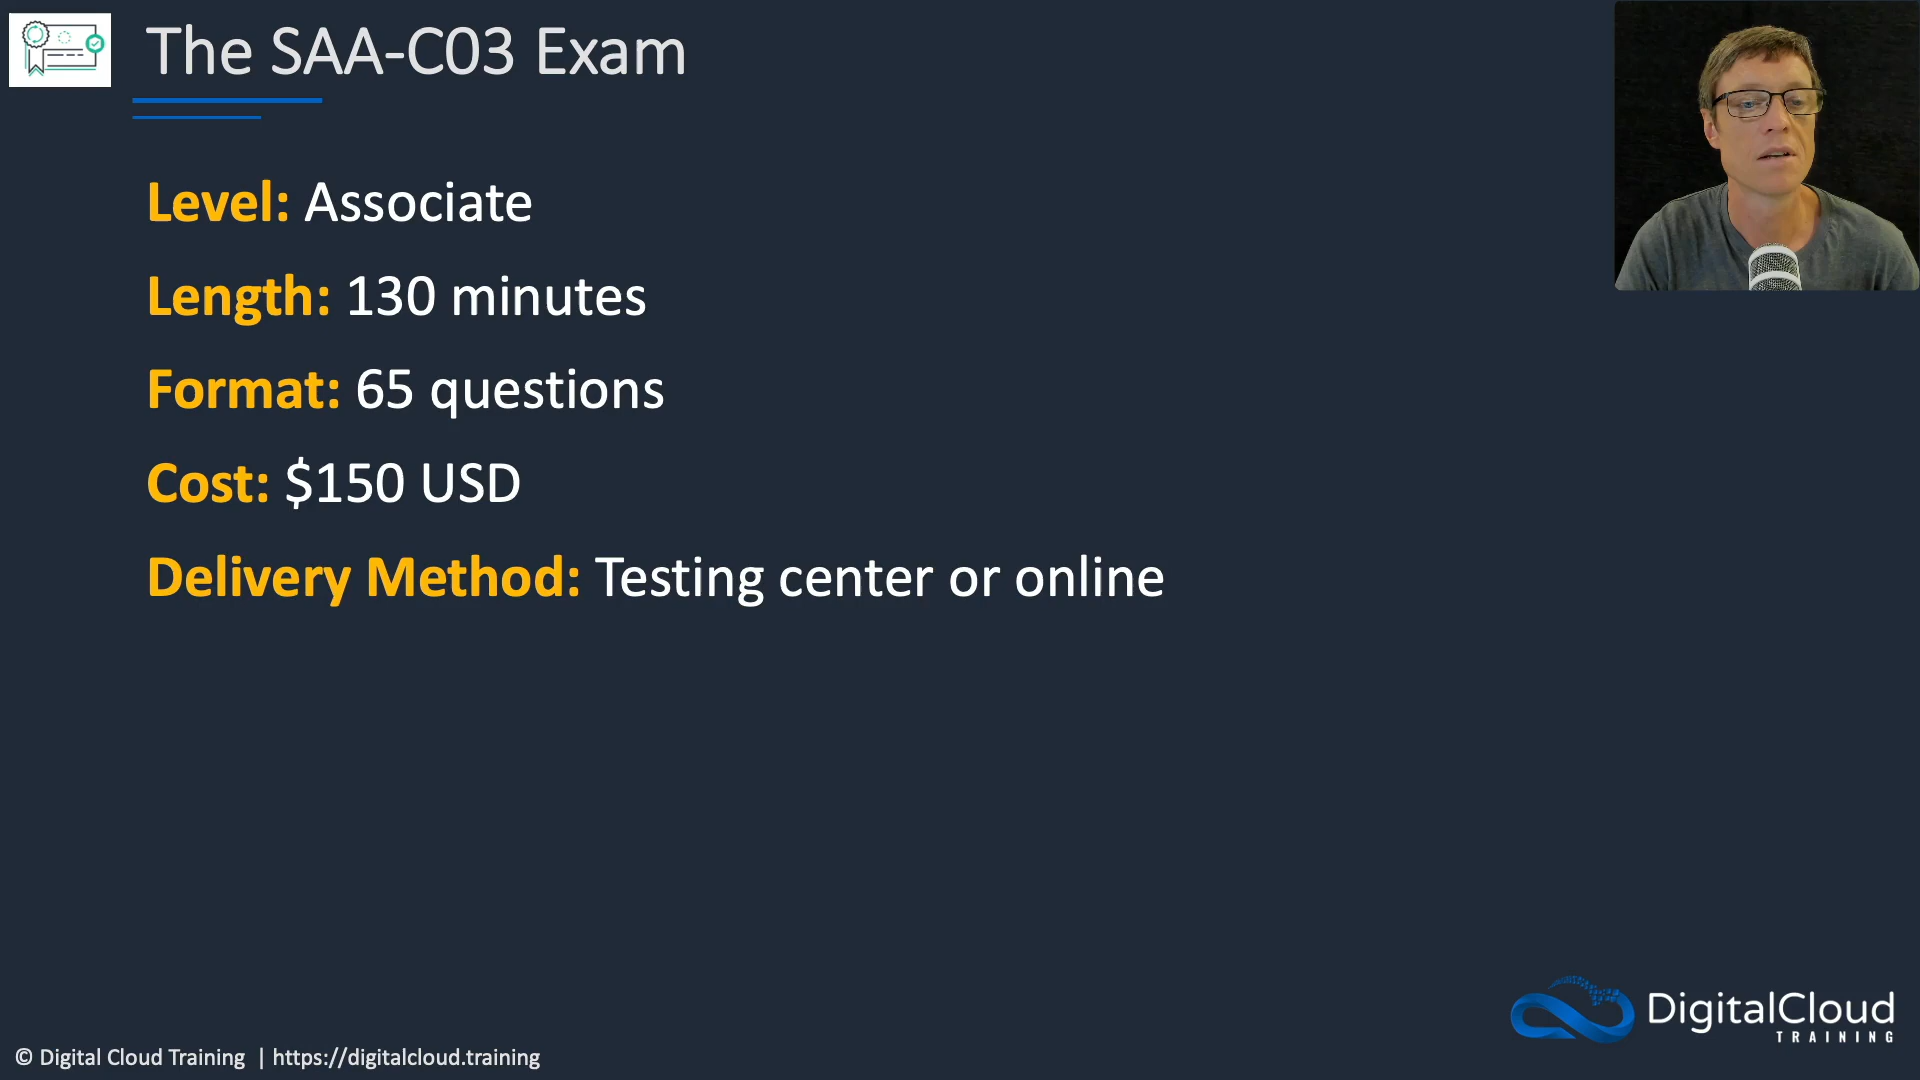 The SAA-C03 Exam
Level: Associate
Length: 130 minutes
Format: 65 questions
Cost: $150 USD
Delivery Method: Testing center or online
DigitalCloud
TRAINING
© Digital Cloud Training | https://digitalcloud.training